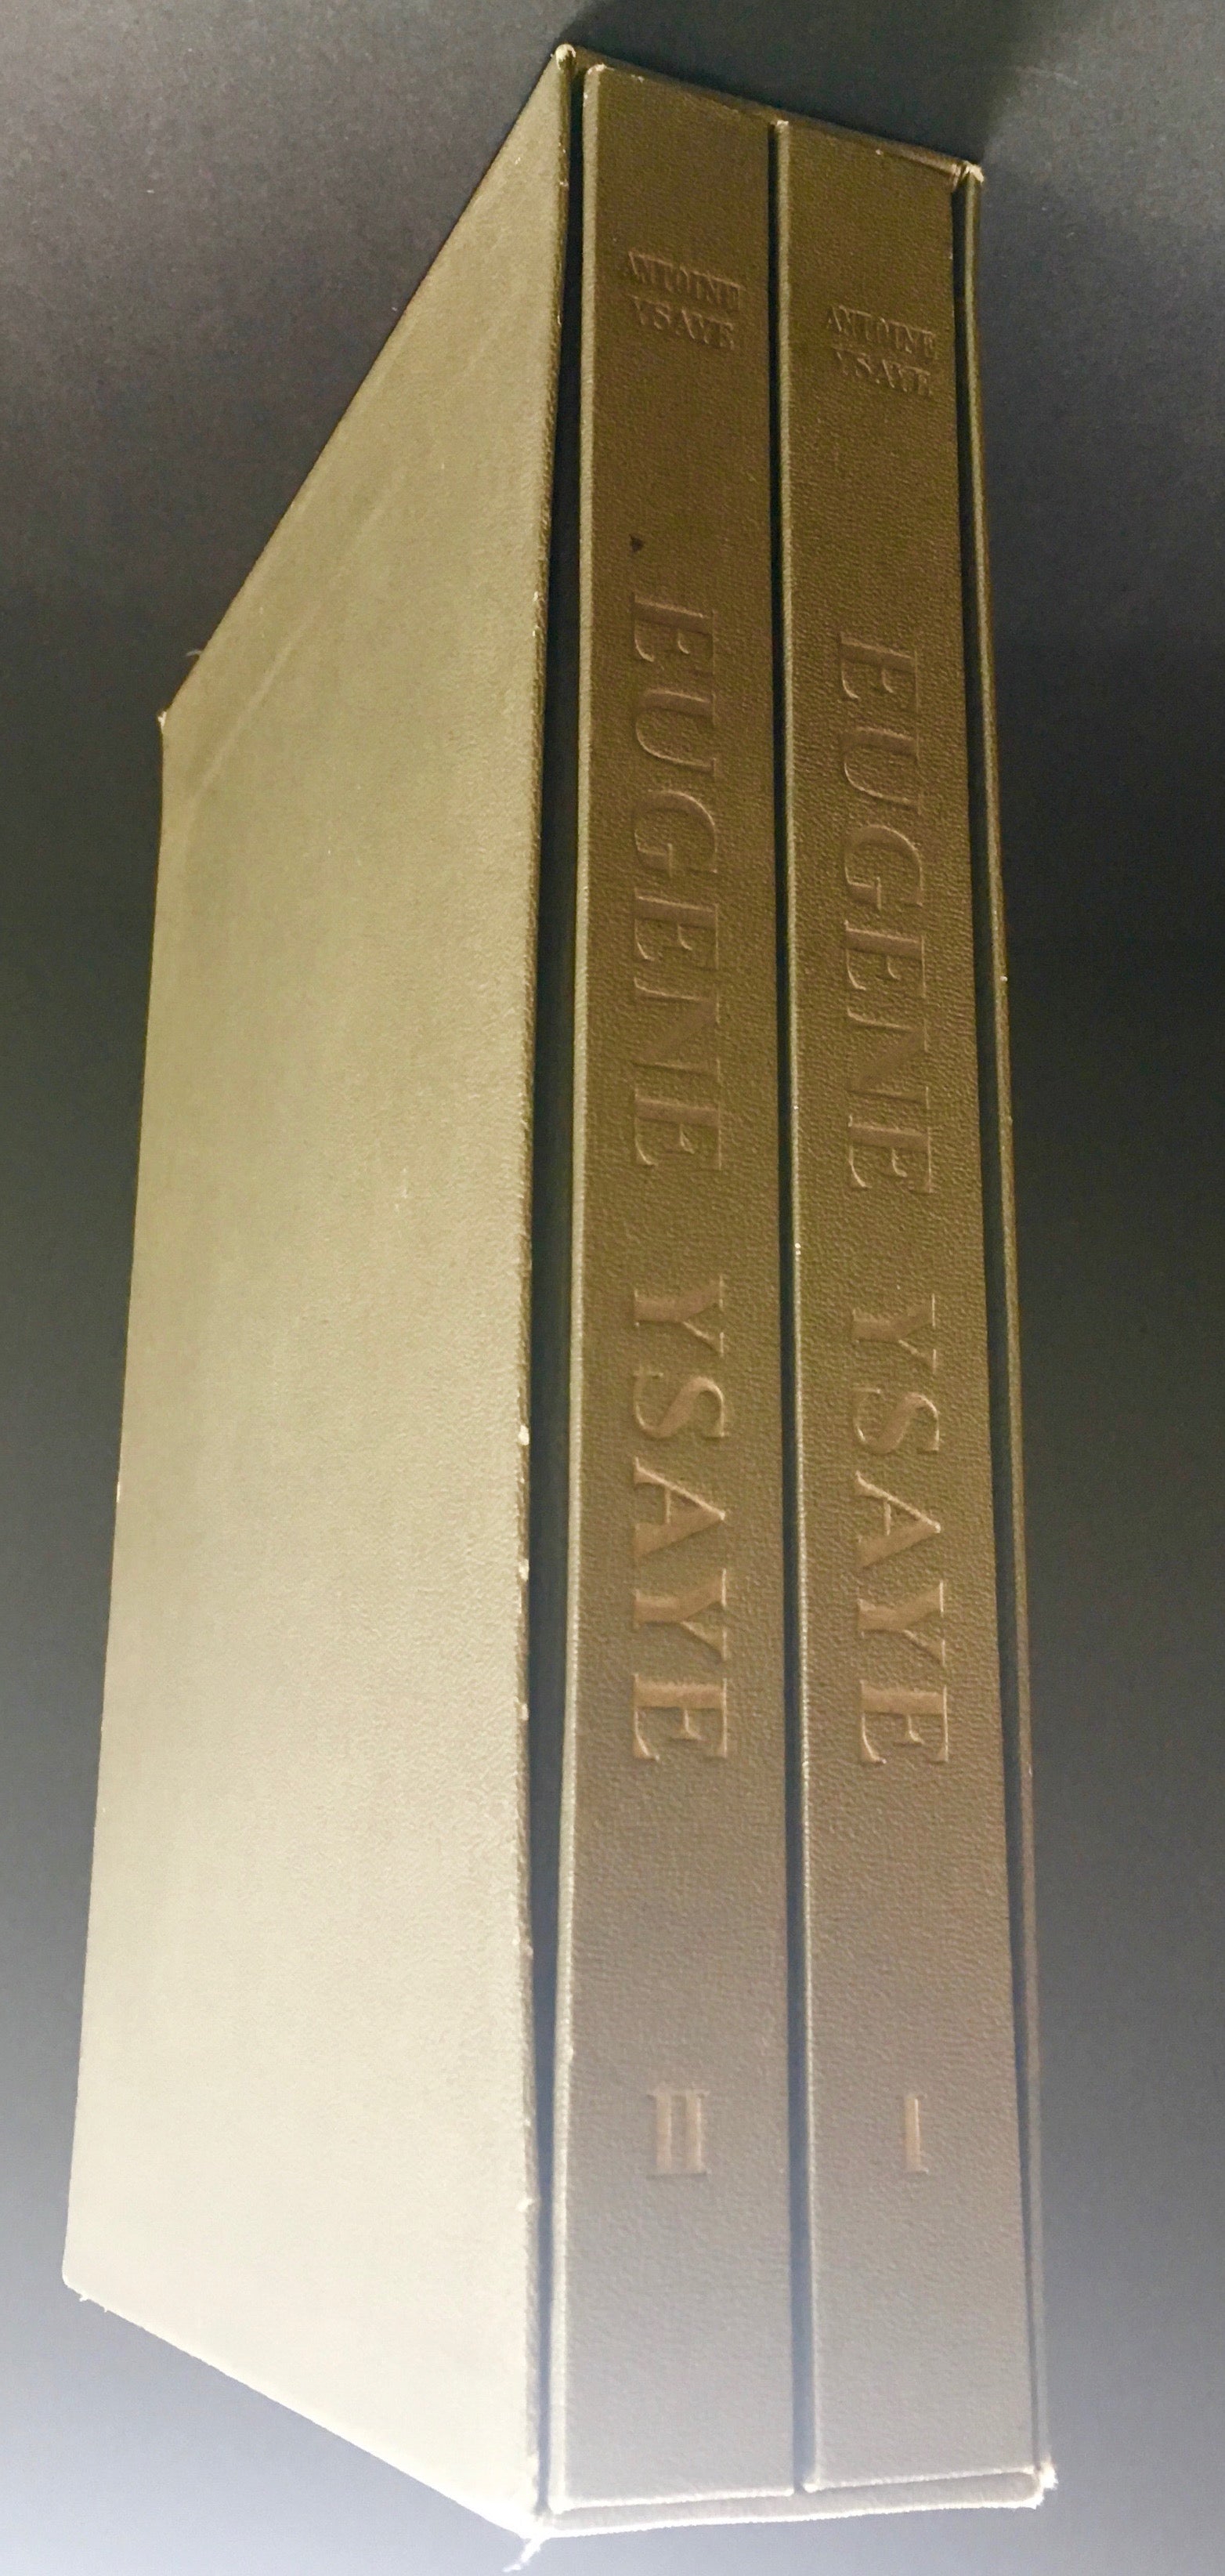 ANTOINE
YSAYE
EUGENE YSAYE
II
ANTOINE
YSAYE
EUGENE YSAYE
I